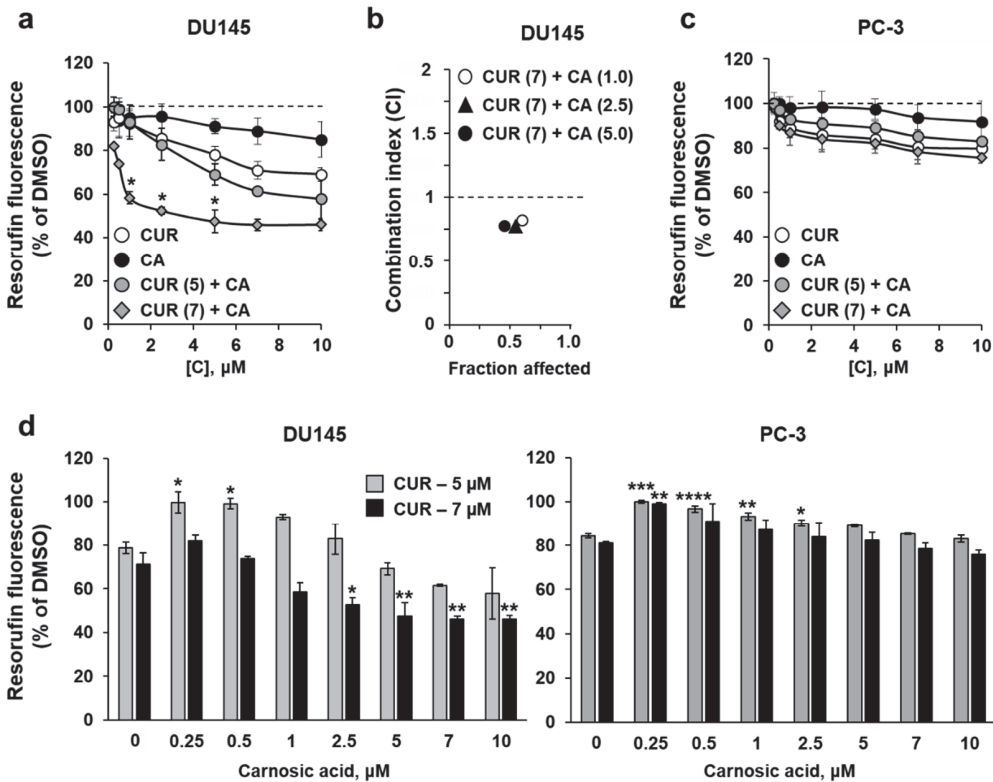 a
DU145
Resorufin fluorescence
(% of DMSO)
120
100
80
60
40
20
0
*
*
*
CUR
CA
CUR (5) + CA
CUR (7) + CA
0 2 4 6 8 10
[C], µM
b
DU145
Combination index (CI)
2
1.5
1
0.5
0
CUR (7) + CA (1.0)
CUR (7) + CA (2.5)
CUR (7) + CA (5.0)
0 0.5 1.0
Fraction affected
c
PC-3
Resorufin fluorescence
(% of DMSO)
120
100
80
60
40
20
0
CUR
CA
CUR (5) + CA
CUR (7) + CA
0 2 4 6 8 10
[C], µM
d
DU145
Resorufin fluorescence
(% of DMSO)
120
100
80
60
40
20
0
* * * ** ** **
CUR – 5 µM
CUR – 7 µM
0 0.25 0.5 1 2.5 5 7 10
Carnosic acid, µM
PC-3
120
100
80
60
40
20
0
*** ** **** ** *
0 0.25 0.5 1 2.5 5 7 10
Carnosic acid, µM